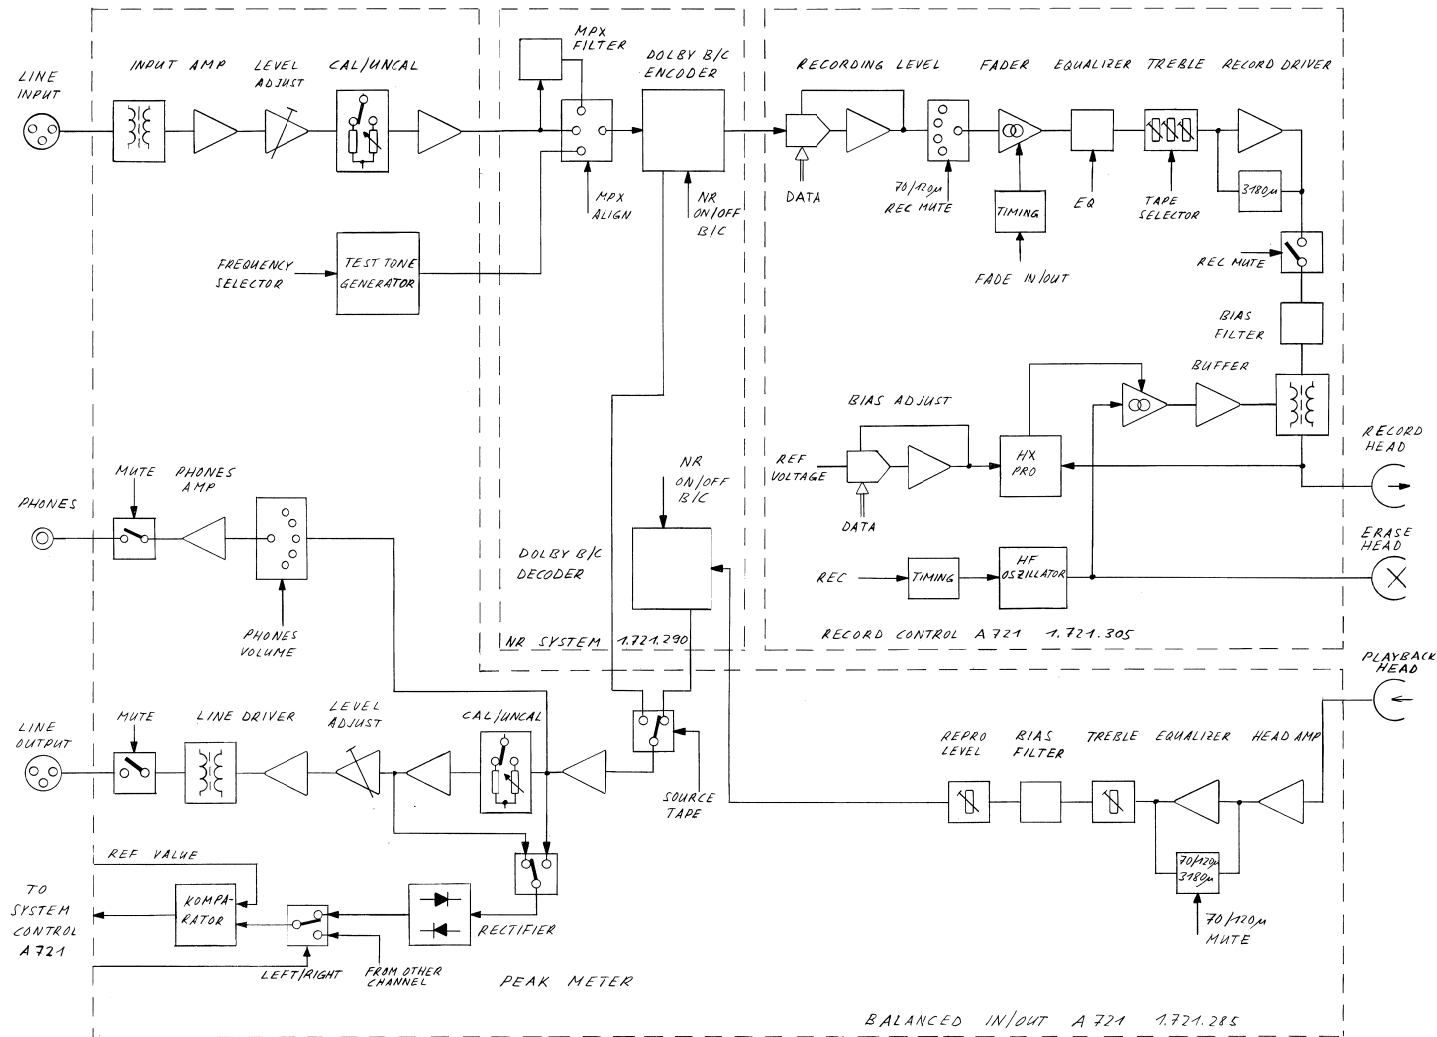 LINE
INPUT
INPUT AMP
LEVEL
ADJUST
CAL/UNCAL
MPX
FILTER
DOLBY B/C
ENCODER
RECORDING LEVEL
FADER
EQUALIZER
TREBLE
RECORD DRIVER
MPX
ALIGN
NR
ON/OFF
B/C
DATA
70/120µ
REC MUTE
TIMING
FADE IN/OUT
EQ
TAPE
SELECTOR
3180µ
REC MUTE
FREQUENCY
SELECTOR
TEST TONE
GENERATOR
BIAS
FILTER
BUFFER
BIAS ADJUST
REF
VOLTAGE
HX
PRO
DATA
RECORD
HEAD
PHONES
MUTE
PHONES
AMP
PHONES
VOLUME
NR
ON/OFF
B/C
DOLBY B/C
DECODER
REC
TIMING
HF
OSZILLATOR
ERASE
HEAD
NR SYSTEM 1.721.290
RECORD CONTROL A721 1.721.305
PLAYBACK
HEAD
LINE
OUTPUT
MUTE
LINE DRIVER
LEVEL
ADJUST
CAL/UNCAL
SOURCE
TAPE
REPRO
LEVEL
BIAS
FILTER
TREBLE
EQUALIZER
HEAD AMP
70/120µ
3180µ
70/120µ
MUTE
REF VALUE
TO
SYSTEM
CONTROL
A721
KOMPA-
RATOR
LEFT/RIGHT
FROM OTHER
CHANNEL
RECTIFIER
PEAK METER
BALANCED IN/OUT A721 1.721.285